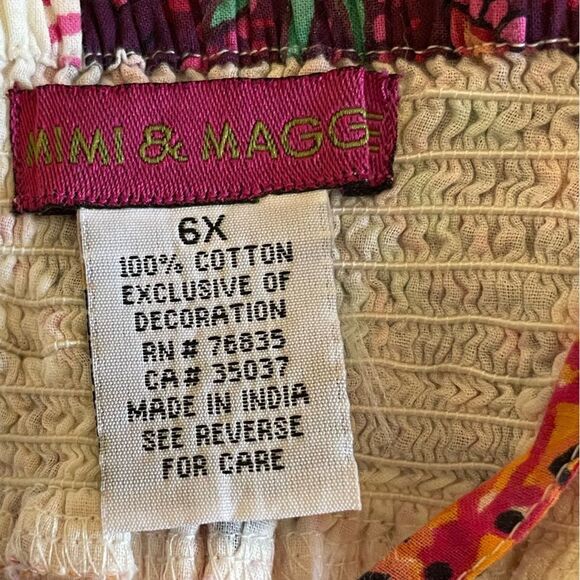 MIMI & MAGGIE
6X
100% COTTON
EXCLUSIVE OF
DECORATION
RN # 76835
CA # 35037
MADE IN INDIA
SEE REVERSE
FOR CARE